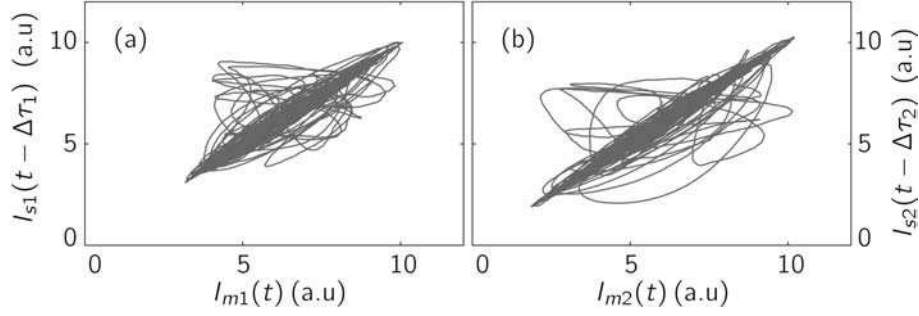 (a)
I_{s1}(t − Δτ_1) (a.u)
10
5
0
0 5 10
I_{m1}(t) (a.u)
(b)
10
5
0
I_{s2}(t − Δτ_2) (a.u)
0 5 10
I_{m2}(t) (a.u)